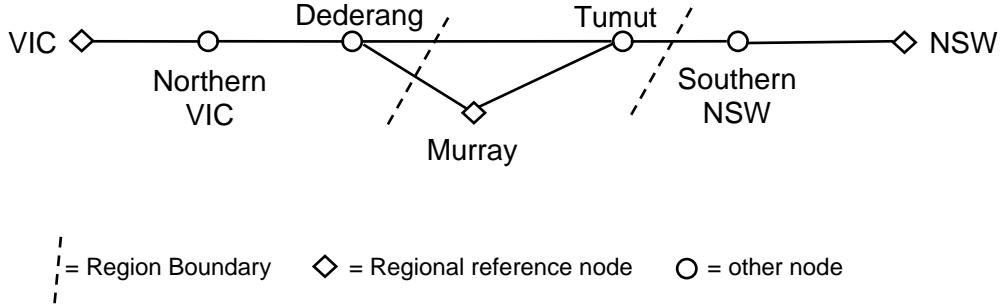 Dederang
Tumut
VIC
NSW
Northern
VIC
Southern
NSW
Murray
= Region Boundary
= Regional reference node
= other node